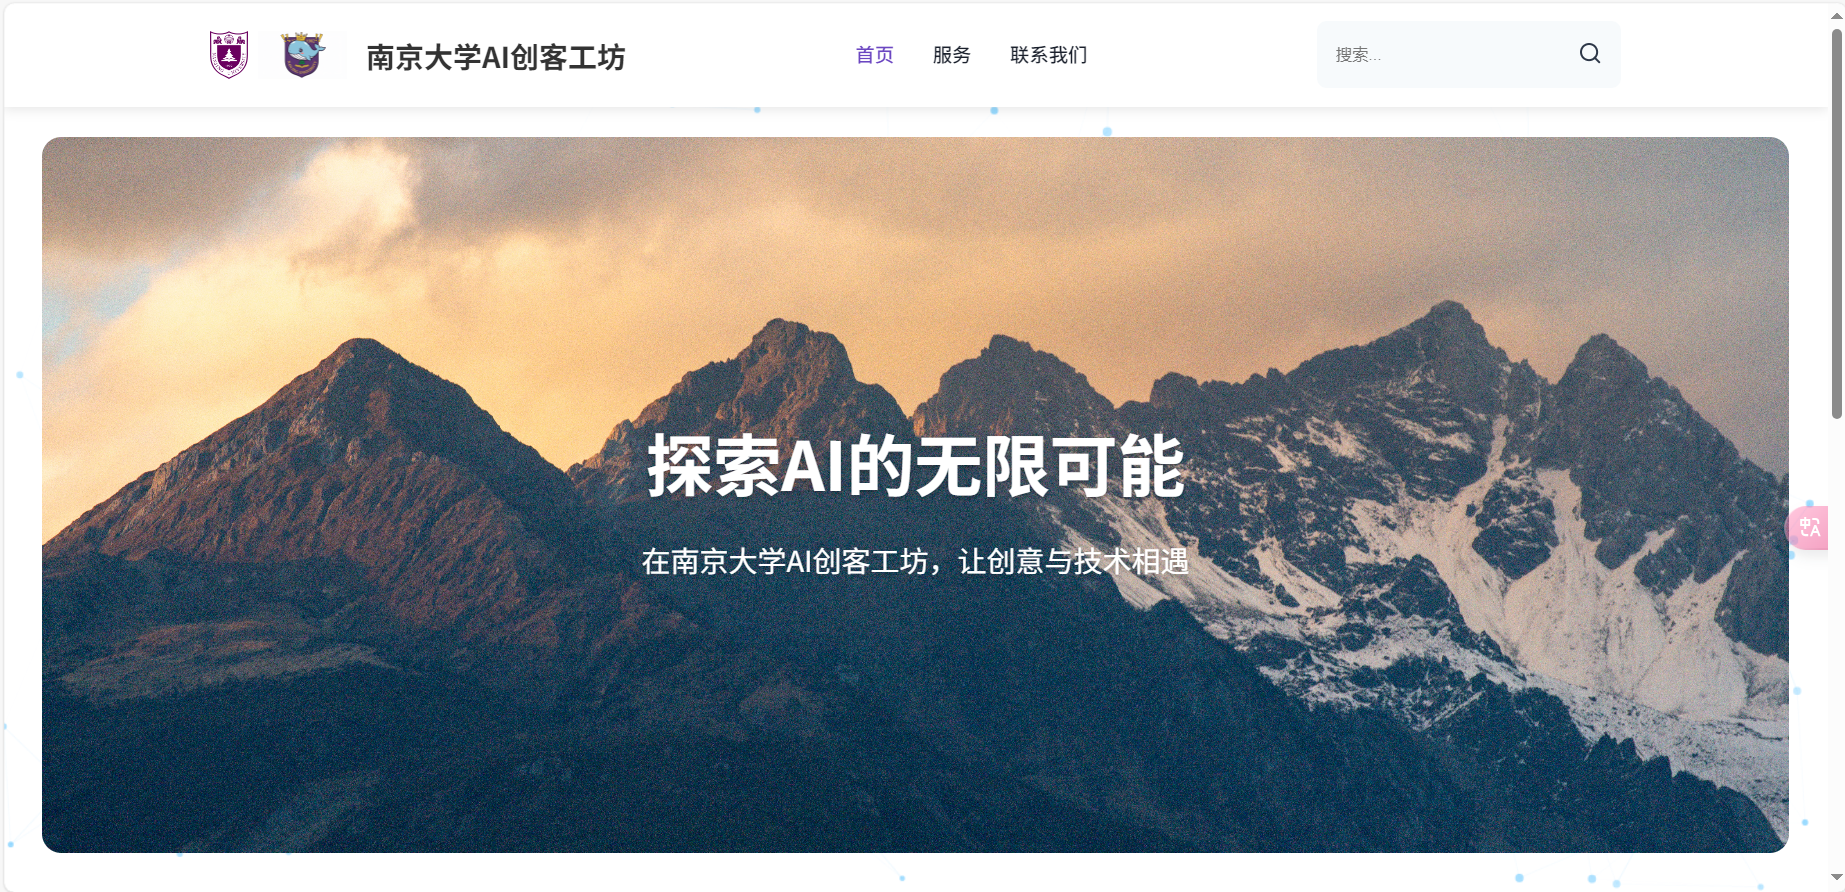 南京大学AI创客工坊
首页
服务
联系我们
搜索...
探索AI的无限可能
在南京大学AI创客工坊，让创意与技术相遇
中A